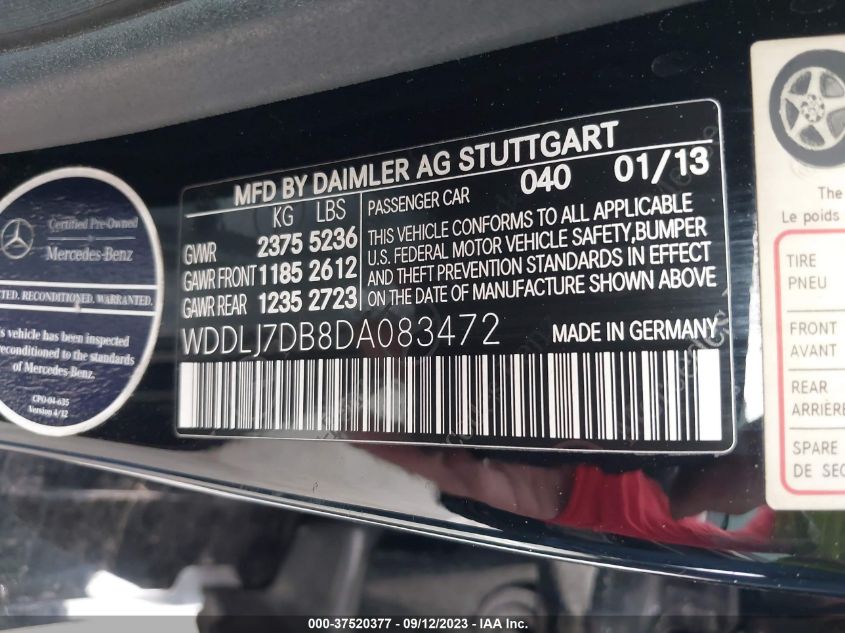 MFD BY DAIMLER AG STUTTGART
KG LBS
GVWR 2375 5236
GAWR FRONT 1185 2612
GAWR REAR 1235 2723
PASSENGER CAR 040 01/13
THIS VEHICLE CONFORMS TO ALL APPLICABLE
U.S. FEDERAL MOTOR VEHICLE SAFETY,BUMPER
AND THEFT PREVENTION STANDARDS IN EFFECT
ON THE DATE OF MANUFACTURE SHOWN ABOVE
WDDLJ7DB8DA083472 MADE IN GERMANY
Certified Pre-Owned
Mercedes-Benz
RECONDITIONED. WARRANTED.
vehicle has been inspected
reconditioned to the standards
of Mercedes-Benz.
CPO-04-635
Version 4/12
The
Le poids
TIRE
PNEU
FRONT
AVANT
REAR
ARRIÈRE
SPARE
DE
000-37520377 - 09/12/2023 - IAA Inc.